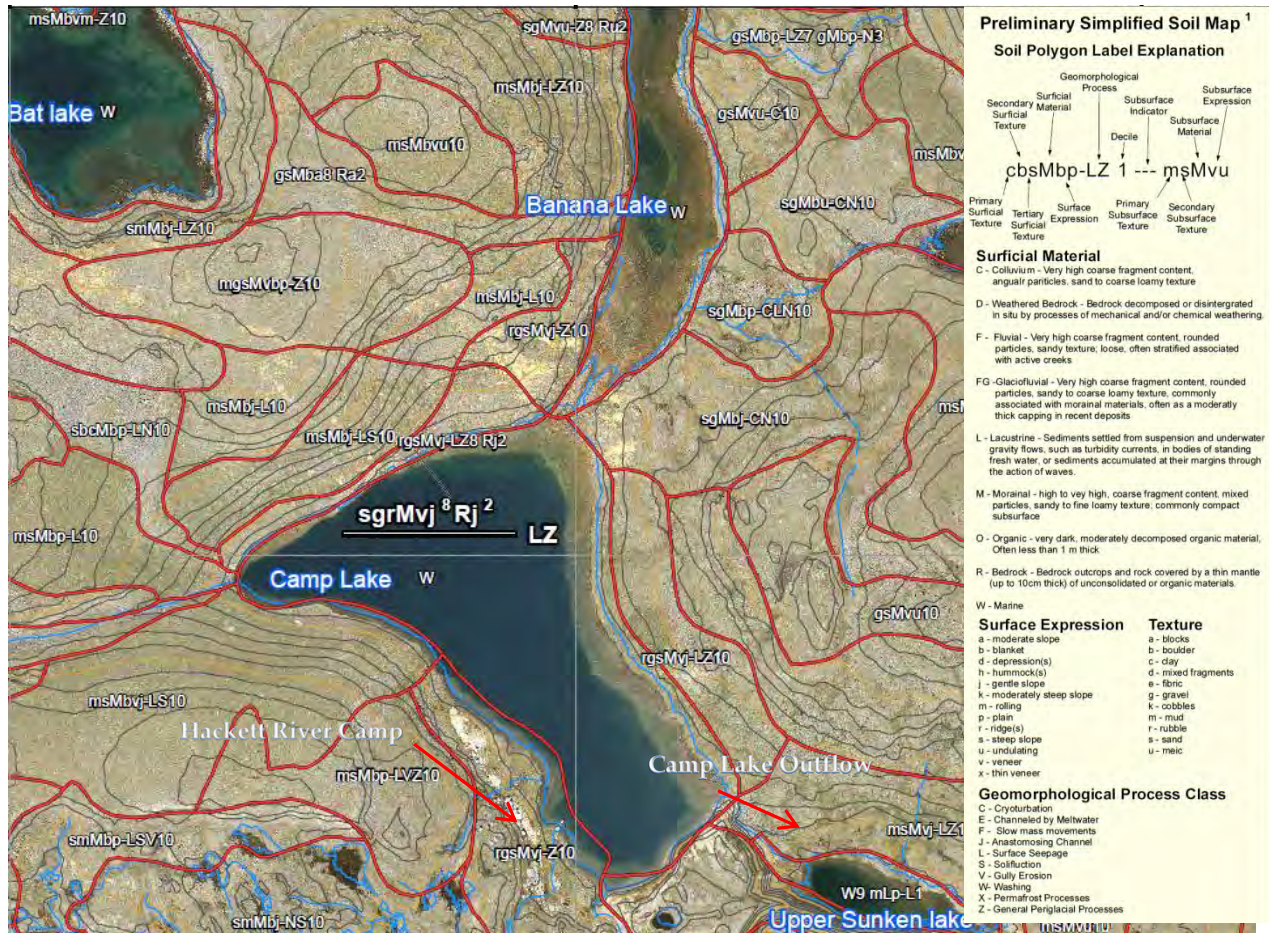 msMbvm-Z10
sgMvu-Z8 Ru2
gsMbp-LZ7 gMbp-N3
msMbj-LZ10
Bat lake W
gsMvu-C10
msMbvu10
msMbv
gsMba8 Ra2
Banana Lake W
sgMbu-CN10
smMbj-LZ10
mgsMvbp-Z10
msMbj-L10
sgMbp-CLN10
rgsMvj-Z10
msMbj-L10
sgMbj-CN10
sbcMbp-LN10
msMbj-LS10
rgsMvj-LZ8 Rj2
sgrMvj 8 Rj 2
LZ
msMbp-L10
Camp Lake W
gsMvu10
rgsMvj-LZ10
msMbvj-LS10
Hackett River Camp
Camp Lake Outflow
msMbp-LVZ10
msMvj-LZ1
smMbp-LSV10
rgsMvj-Z10
W9 mLp-L1
smMbj-NS10
Upper Sunken lake
msMvu10
Preliminary Simplified Soil Map 1
Soil Polygon Label Explanation
Geomorphological
Process
Subsurface
Expression
Surficial
Material
Subsurface
Indicator
Secondary
Surficial
Texture
Subsurface
Material
Decile
cbsMbp-LZ 1 --- msMvu
Primary
Surficial
Texture
Tertiary
Surficial
Texture
Surface
Expression
Primary
Subsurface
Texture
Secondary
Subsurface
Texture
Surficial Material
C - Colluvium - Very high coarse fragment content,
angualr pariticles, sand to coarse loamy texture
D - Weathered Bedrock - Bedrock decomposed or disintergrated
in situ by processes of mechanical and/or chemical weathering.
F - Fluvial - Very high coarse fragment content, rounded
particles, sandy texture; loose, often stratified associated
with active creeks
FG -Glaciofluvial - Very high coarse fragment content, rounded
particles, sandy to coarse loamy texture, commonly
associated with morainal materials, often as a moderatly
thick capping in recent deposits
L - Lacustrine - Sediments settled from suspension and underwater
gravity flows, such as turbidity currents, in bodies of standing
fresh water, or sediments accumulated at their margins through
the action of waves.
M - Morainal - high to vey high, coarse fragment content, mixed
particles, sandy to fine loamy texture; commonly compact
subsurface
O - Organic - very dark, moderately decomposed organic material,
Often less than 1 m thick
R - Bedrock - Bedrock outcrops and rock covered by a thin mantle
(up to 10cm thick) of unconsolidated or organic materials.
W - Marine
Surface Expression
a - moderate slope
b - blanket
d - depression(s)
h - hummock(s)
j - gentle slope
k - moderately steep slope
m - rolling
p - plain
r - ridge(s)
s - steep slope
u - undulating
v - veneer
x - thin veneer
Texture
a - blocks
b - boulder
c - clay
d - mixed fragments
e - fibric
g - gravel
k - cobbles
m - mud
r - rubble
s - sand
u - meic
Geomorphological Process Class
C - Cryoturbation
E - Channeled by Meltwater
F - Slow mass movements
J - Anastomosing Channel
L - Surface Seepage
S - Solifluction
V - Gully Erosion
W- Washing
X - Permafrost Processes
Z - General Periglacial Processes